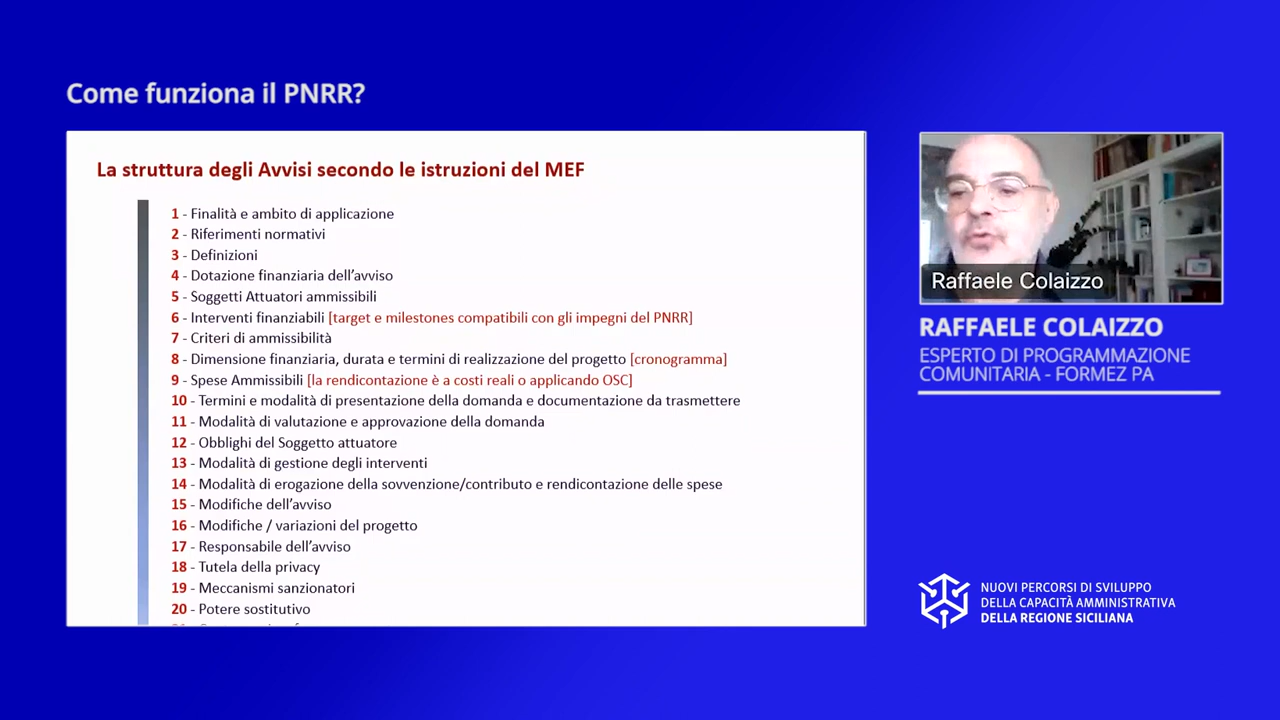 Come funziona il PNRR?
La struttura degli Avvisi secondo le istruzioni del MEF
1 - Finalità e ambito di applicazione
2 - Riferimenti normativi
3 - Definizioni
4 - Dotazione finanziaria dell'avviso
5 - Soggetti Attuatori ammissibili
6 - Interventi finanziabili [target e milestones compatibili con gli impegni del PNRR]
7 - Criteri di ammissibilità
8 - Dimensione finanziaria, durata e termini di realizzazione del progetto [cronogramma]
9 - Spese Ammissibili [la rendicontazione è a costi reali o applicando OSC]
10 - Termini e modalità di presentazione della domanda e documentazione da trasmettere
11 - Modalità di valutazione e approvazione della domanda
12 - Obblighi del Soggetto attuatore
13 - Modalità di gestione degli interventi
14 - Modalità di erogazione della sovvenzione/contributo e rendicontazione delle spese
15 - Modifiche dell'avviso
16 - Modifiche / variazioni del progetto
17 - Responsabile dell'avviso
18 - Tutela della privacy
19 - Meccanismi sanzionatori
20 - Potere sostitutivo
Raffaele Colaizzo
RAFFAELE COLAIZZO
ESPERTO DI PROGRAMMAZIONE
COMUNITARIA - FORMEZ PA
NUOVI PERCORSI DI SVILUPPO
DELLA CAPACITÀ AMMINISTRATIVA
DELLA REGIONE SICILIANA